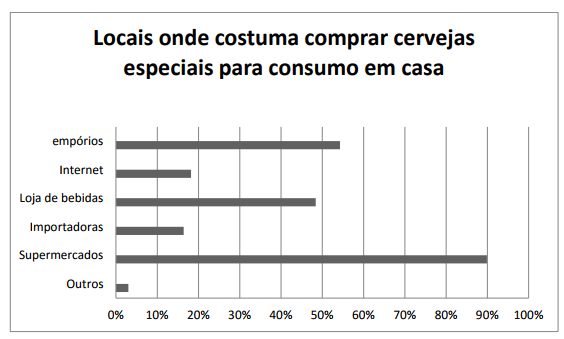 Locais onde costuma comprar cervejas
especiais para consumo em casa
empórios
Internet
Loja de bebidas
Importadoras
Supermercados
Outros
0% 10% 20% 30% 40% 50% 60% 70% 80% 90% 100%